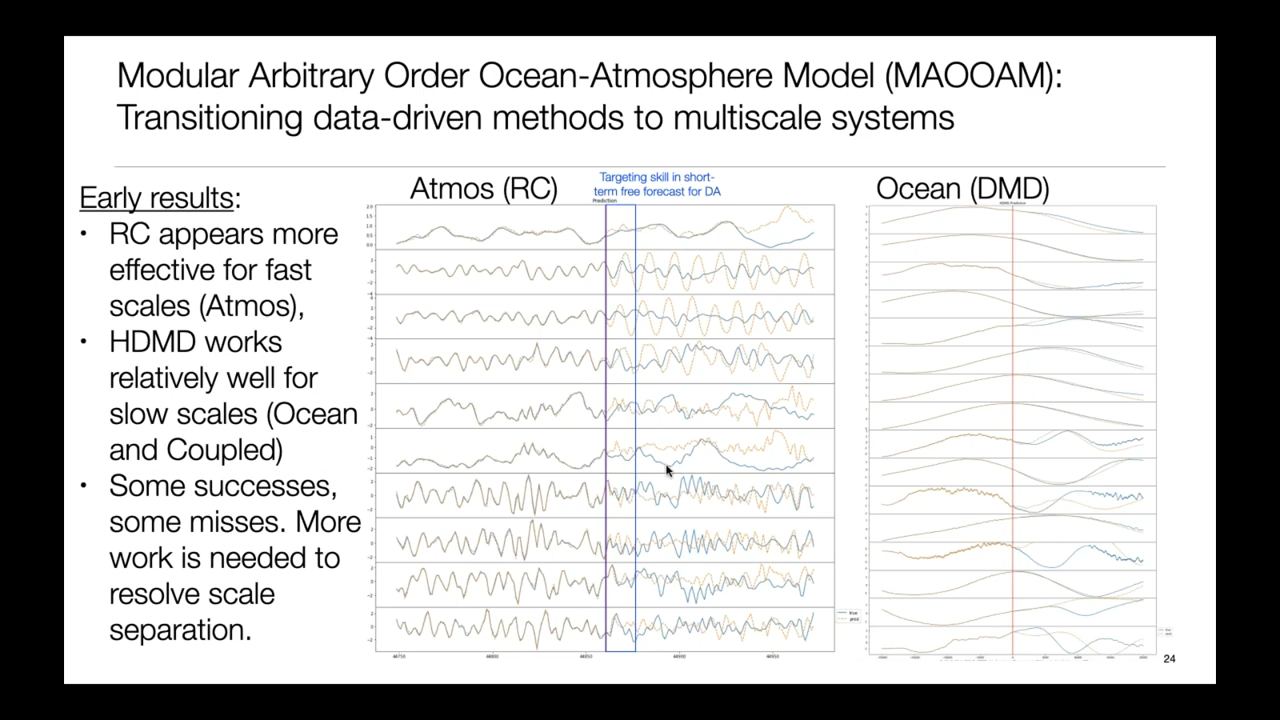 Modular Arbitrary Order Ocean-Atmosphere Model (MAOOAM):
Transitioning data-driven methods to multiscale systems
Early results:
• RC appears more
effective for fast
scales (Atmos),
• HDMD works
relatively well for
slow scales (Ocean
and Coupled)
• Some successes,
some misses. More
work is needed to
resolve scale
separation.
Atmos (RC)
Targeting skill in short-
term free forecast for DA
Prediction
Ocean (DMD)
24